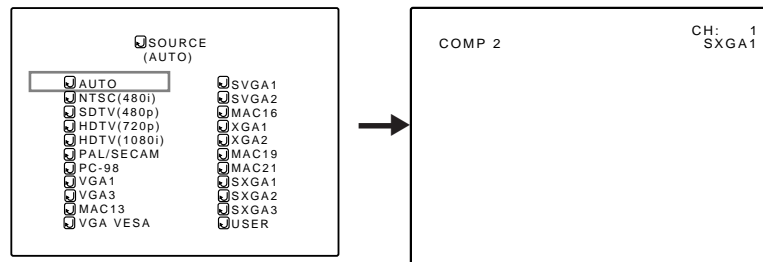 SOURCE
(AUTO)
AUTO
NTSC(480i)
SDTV(480p)
HDTV(720p)
HDTV(1080i)
PAL/SECAM
PC-98
VGA1
VGA3
MAC13
VGA VESA
SVGA1
SVGA2
MAC16
XGA1
XGA2
MAC19
MAC21
SXGA1
SXGA2
SXGA3
USER
COMP 2
CH: 1
SXGA1